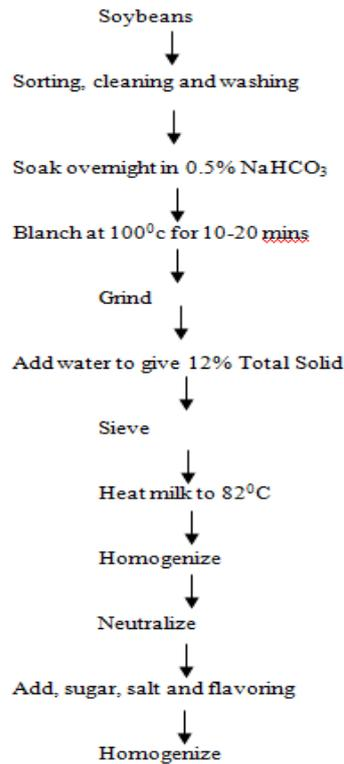 Soybeans
Sorting, cleaning and washing
Soak overnight in 0.5% NaHCO₃
Blanch at 100⁰c for 10-20 mins
Grind
Add water to give 12% Total Solid
Sieve
Heat milk to 82⁰C
Homogenize
Neutralize
Add, sugar, salt and flavoring
Homogenize